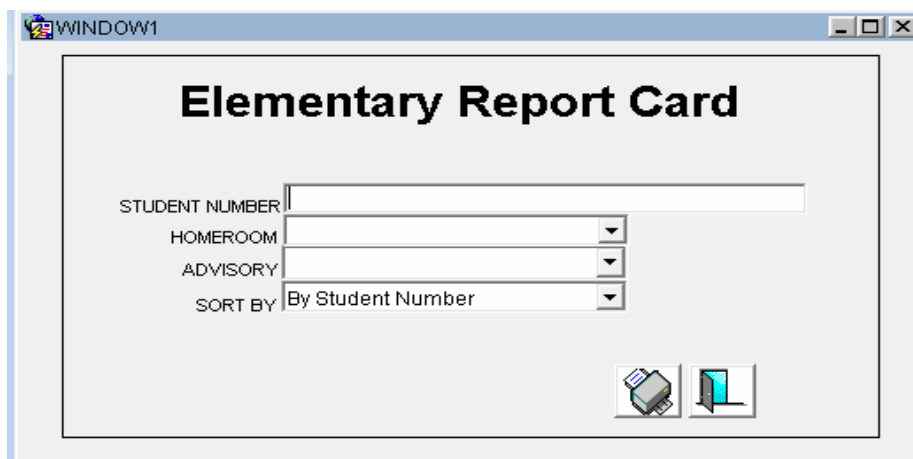 WINDOW1
Elementary Report Card
STUDENT NUMBER
HOMEROOM
ADVISORY
SORT BY By Student Number